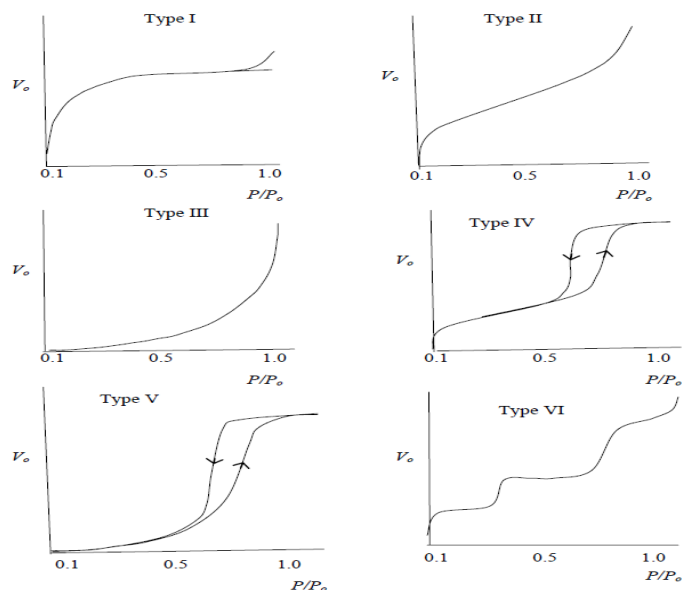 Type I
Type II
Vo
Vo
0.1 0.5 1.0
0.1 0.5 1.0
P/Po
P/Po
Type III
Type IV
Vo
Vo
0.1 0.5 1.0
0.1 0.5 1.0
P/Po
P/Po
Type V
Type VI
Vo
Vo
0.1 0.5 1.0
0.1 0.5 1.0
P/Po
P/Po